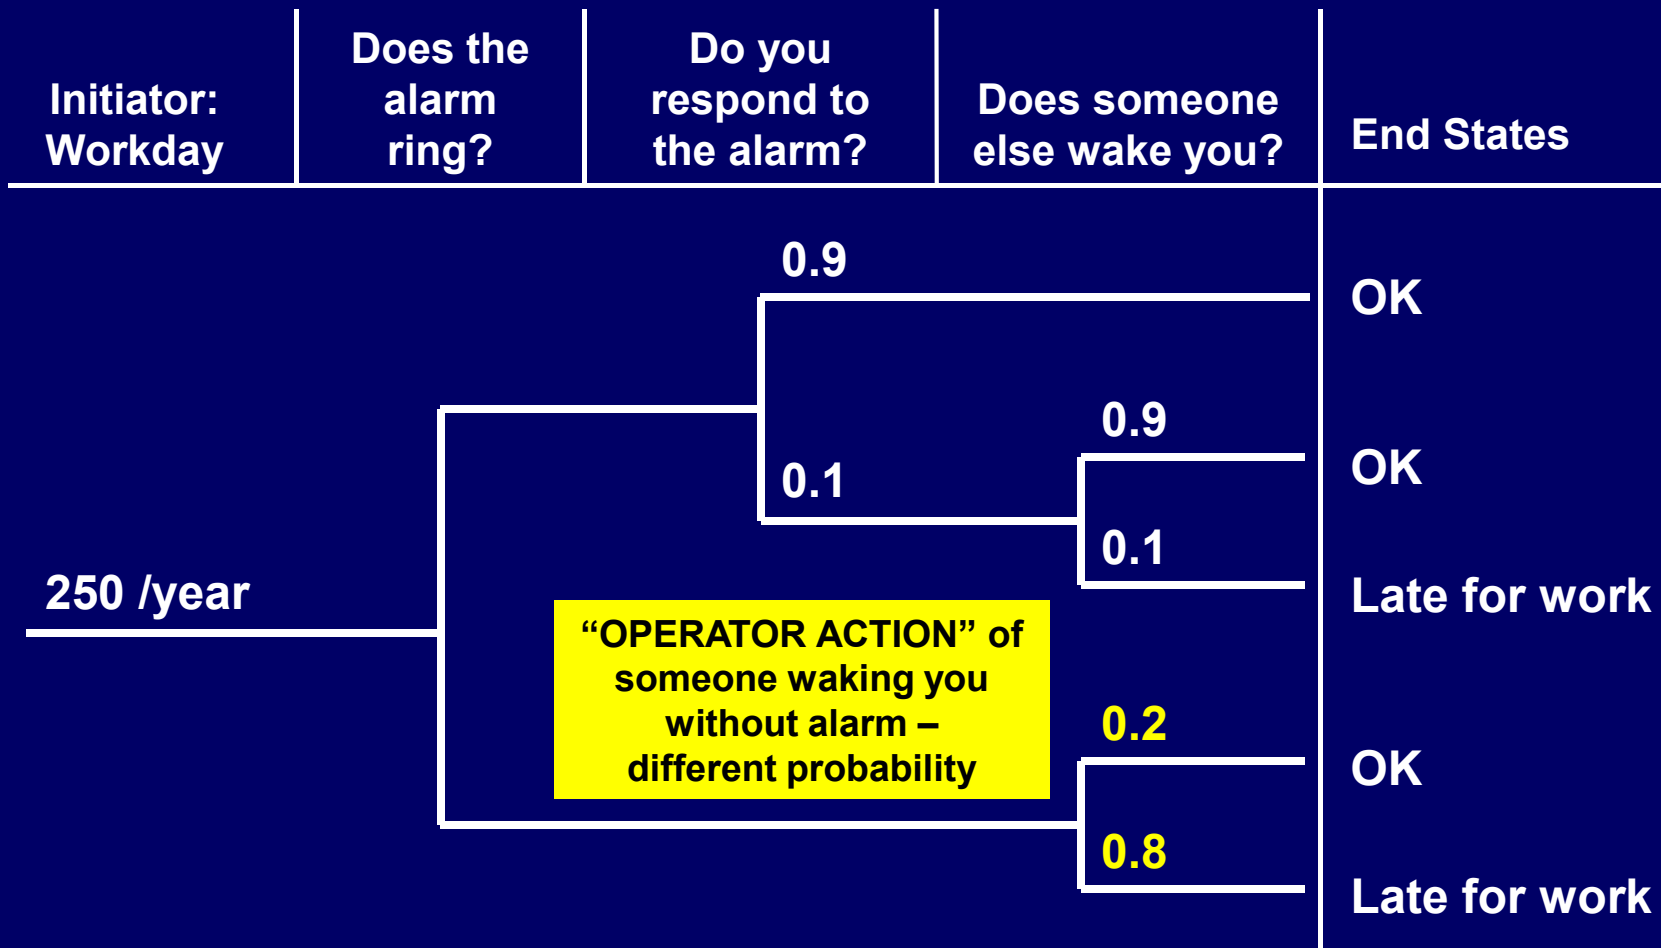 Initiator:
Workday
Does the
alarm
ring?
Do you
respond to
the alarm?
Does someone
else wake you?
End States
0.9
OK
0.9
OK
0.1
0.1
Late for work
250 /year
“OPERATOR ACTION” of
someone waking you
without alarm –
different probability
0.2
OK
0.8
Late for work